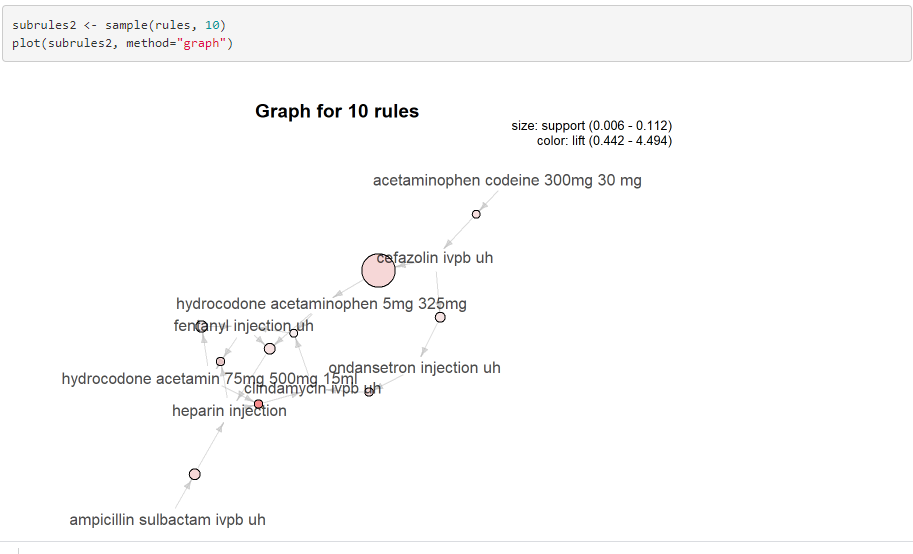 subrules2 <- sample(rules, 10)
plot(subrules2, method="graph")
Graph for 10 rules
size: support (0.006 - 0.112)
color: lift (0.442 - 4.494)
acetaminophen codeine 300mg 30 mg
cefazolin ivpb uh
hydrocodone acetaminophen 5mg 325mg
fentanyl injection uh
ondansetron injection uh
hydrocodone acetamin 75mg 500mg 15ml
clindamycin ivpb uh
heparin injection
ampicillin sulbactam ivpb uh